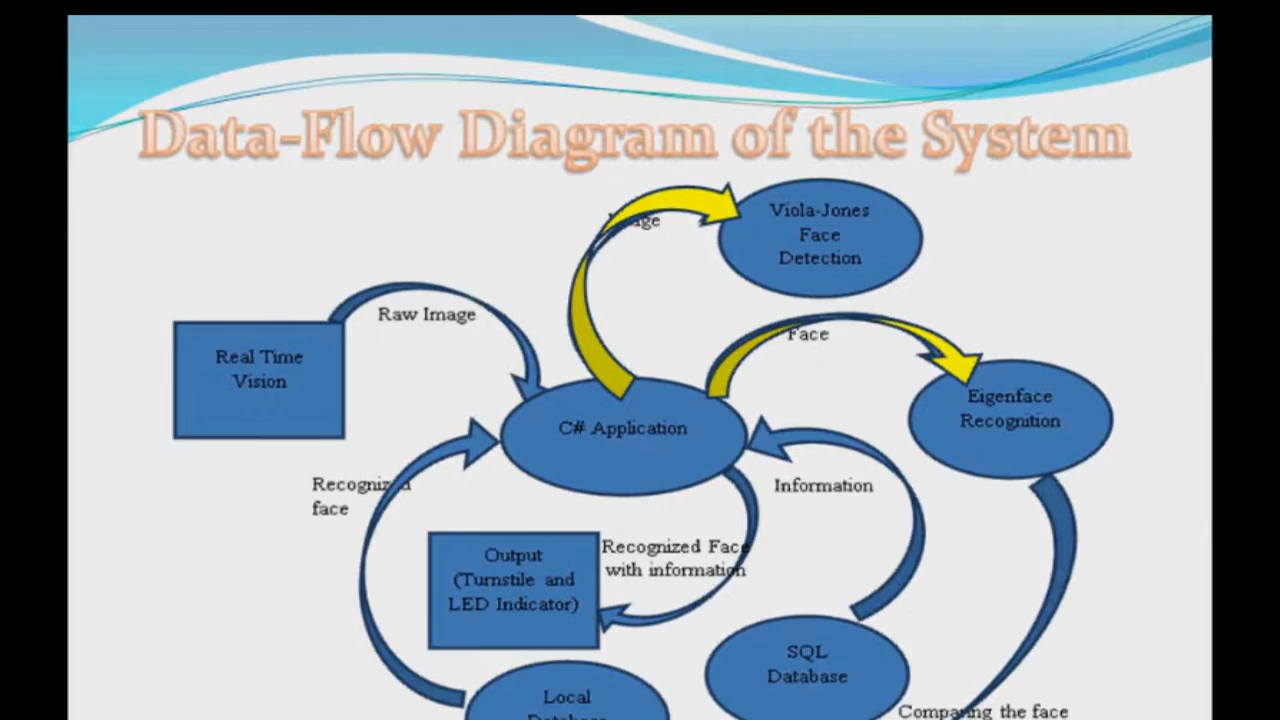 Data-Flow Diagram of the System
Viola-Jones
Face
Detection
Raw Image
Face
Real Time
Vision
Eigenface
Recognition
C# Application
Recognized
face
Information
Output
(Turnstile and
LED Indicator)
Recognized Face
with information
SQL
Database
Local
Database
Comparing the face